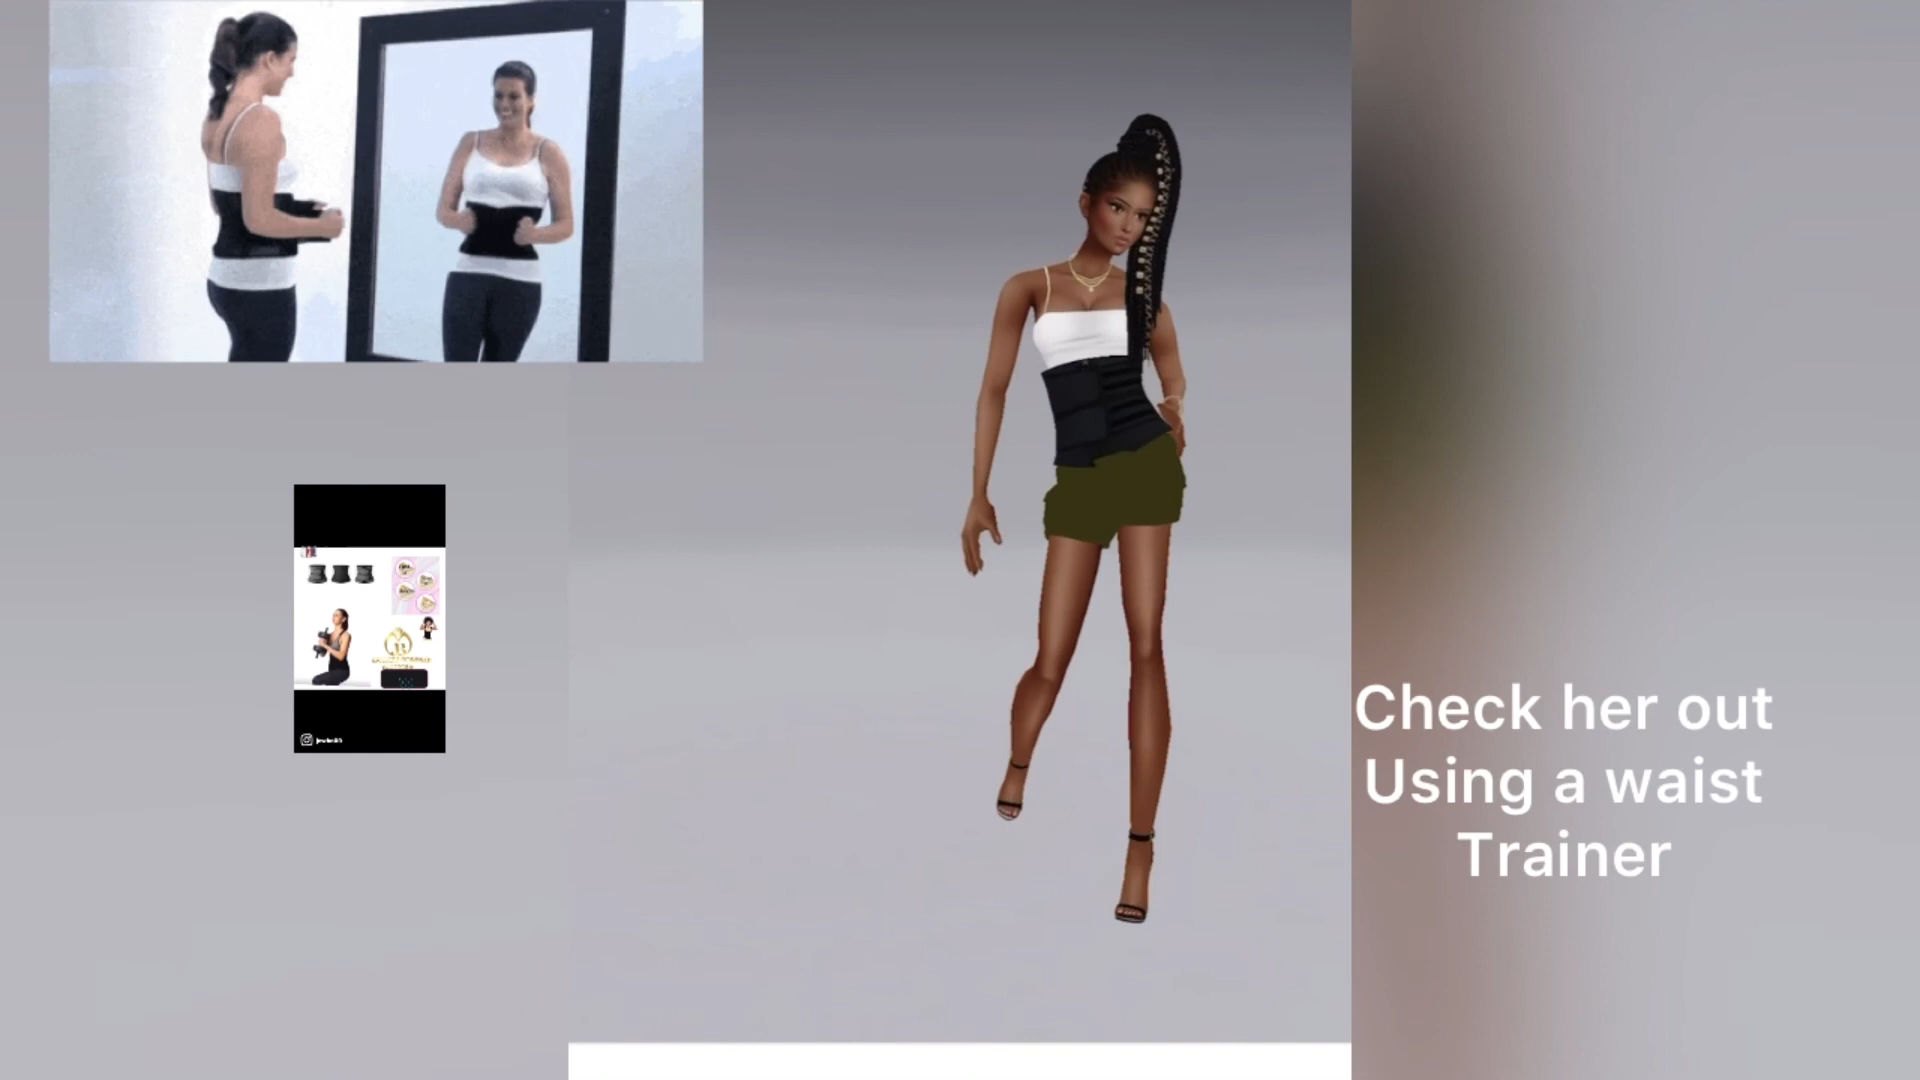 Check her out
Using a waist
Trainer